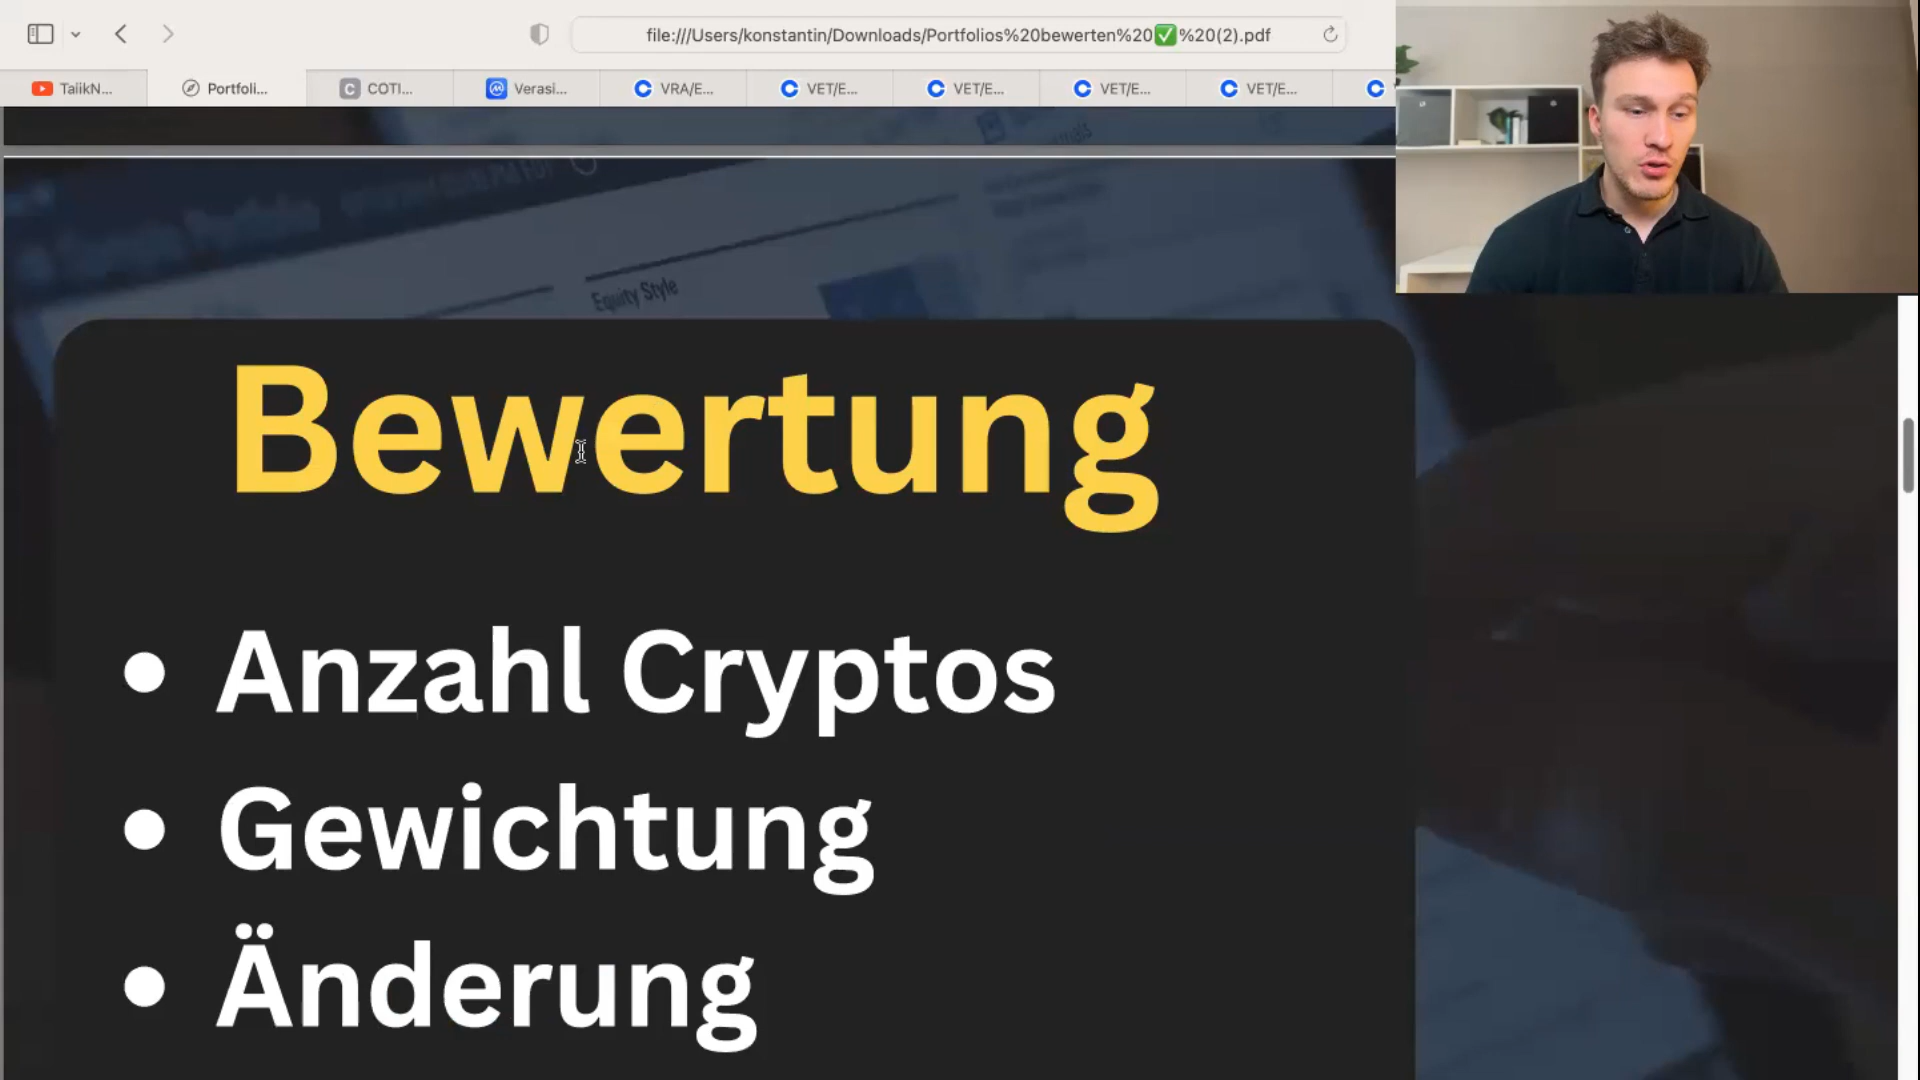 file:///Users/konstantin/Downloads/Portfolios%20bewerten%20✅%20(2).pdf
TaiikN...
Portfoli...
COTI...
Verasi...
VRA/E...
VET/E...
VET/E...
VET/E...
VET/E...
Equity Style
Bewertung
• Anzahl Cryptos
• Gewichtung
• Änderung